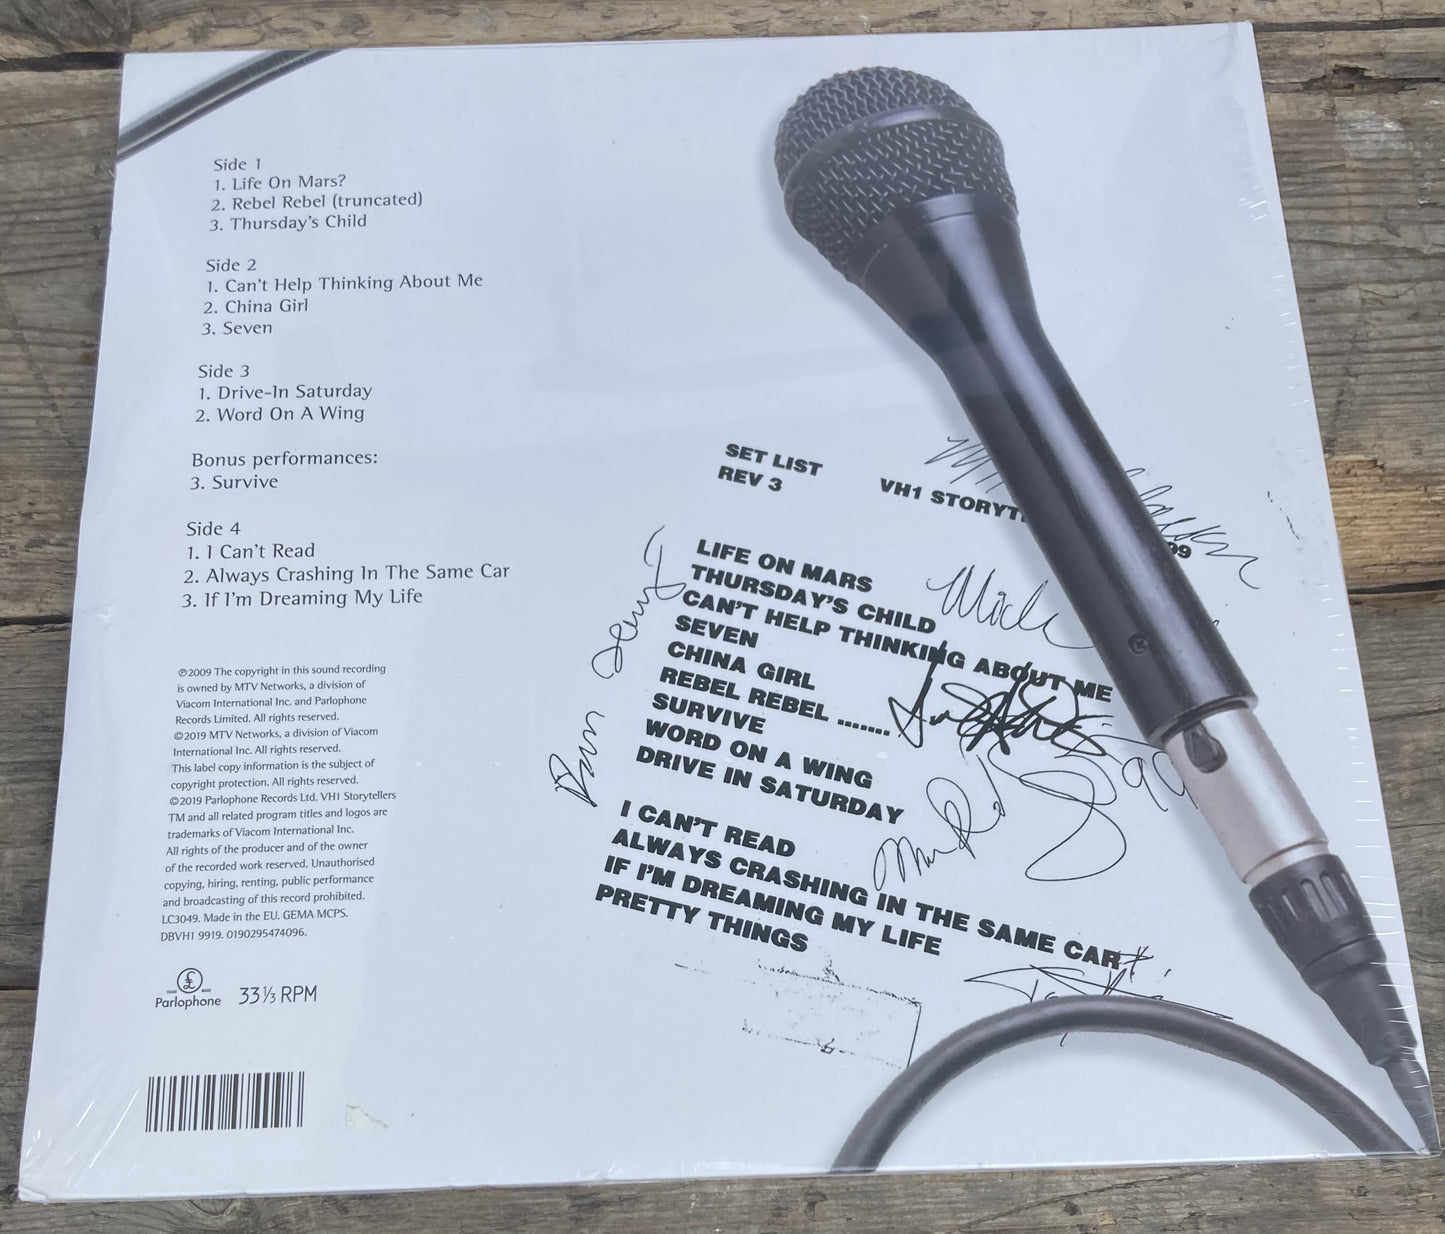 Side 1
1. Life On Mars?
2. Rebel Rebel (truncated)
3. Thursday's Child
Side 2
1. Can't Help Thinking About Me
2. China Girl
3. Seven
Side 3
1. Drive-In Saturday
2. Word On A Wing
Bonus performances:
3. Survive
Side 4
1. I Can't Read
2. Always Crashing In The Same Car
3. If I'm Dreaming My Life
℗2009 The copyright in this sound recording
is owned by MTV Networks, a division of
Viacom International Inc. and Parlophone
Records Limited. All rights reserved.
©2019 MTV Networks, a division of Viacom
International Inc. All rights reserved.
This label copy information is the subject of
copyright protection. All rights reserved.
©2019 Parlophone Records Ltd. VH1 Storytellers
TM and all related program titles and logos are
trademarks of Viacom International Inc.
All rights of the producer and of the owner
of the recorded work reserved. Unauthorised
copying, hiring, renting, public performance
and broadcasting of this record prohibited.
LC3049. Made in the EU. GEMA MCPS.
DBVH1 9919. 0190295474096.
£
Parlophone
33⅓ RPM
SET LIST
REV 3
VH1 STORYT
99
LIFE ON MARS
THURSDAY'S CHILD
CAN'T HELP THINKING ABOUT ME
SEVEN
CHINA GIRL
REBEL REBEL .......
SURVIVE
WORD ON A WING
DRIVE IN SATURDAY
I CAN'T READ
ALWAYS CRASHING IN THE SAME CAR
IF I'M DREAMING MY LIFE
PRETTY THINGS